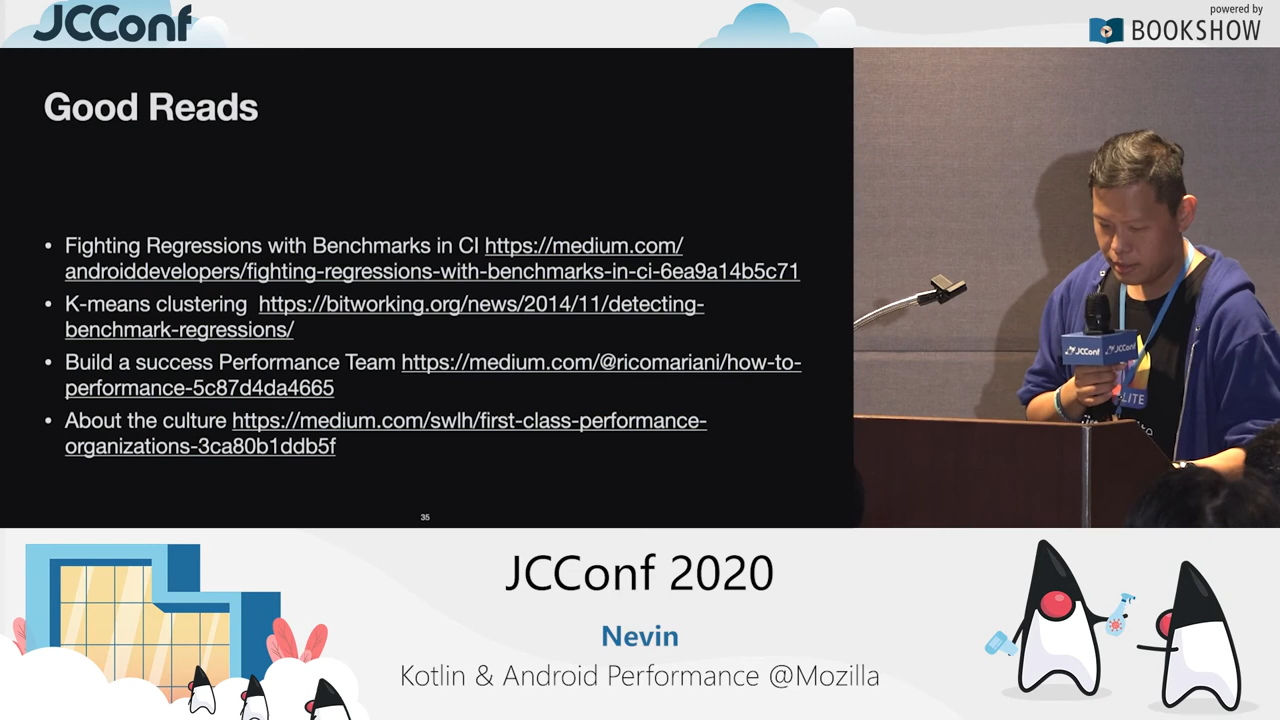 JCConf
powered by
BOOKSHOW
Good Reads
• Fighting Regressions with Benchmarks in CI https://medium.com/
androiddevelopers/fighting-regressions-with-benchmarks-in-ci-6ea9a14b5c71
• K-means clustering https://bitworking.org/news/2014/11/detecting-
benchmark-regressions/
• Build a success Performance Team https://medium.com/@ricomariani/how-to-
performance-5c87d4da4665
• About the culture https://medium.com/swlh/first-class-performance-
organizations-3ca80b1ddb5f
35
JCConf JCConf
LITE
JCConf 2020
Nevin
Kotlin & Android Performance @Mozilla